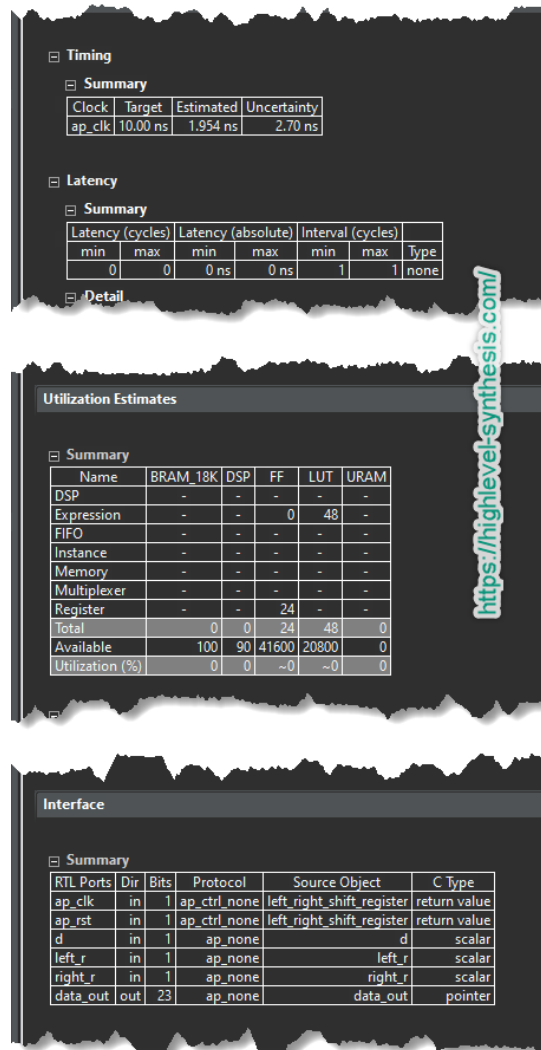 Timing
Summary
Clock Target Estimated Uncertainty
ap_clk 10.00 ns 1.954 ns 2.70 ns
Latency
Summary
Latency (cycles) Latency (absolute) Interval (cycles)
min max min max min max Type
0 0 0 ns 0 ns 1 1 none
Detail
https://highlevel-synthesis.com/
Utilization Estimates
Summary
Name BRAM_18K DSP FF LUT URAM
DSP - - - - -
Expression - - 0 48 -
FIFO - - - - -
Instance - - - - -
Memory - - - - -
Multiplexer - - - - -
Register - - 24 - -
Total 0 0 24 48 0
Available 100 90 41600 20800 0
Utilization (%) 0 0 ~0 ~0 0
Interface
Summary
RTL Ports Dir Bits Protocol Source Object C Type
ap_clk in 1 ap_ctrl_none left_right_shift_register return value
ap_rst in 1 ap_ctrl_none left_right_shift_register return value
d in 1 ap_none d scalar
left_r in 1 ap_none left_r scalar
right_r in 1 ap_none right_r scalar
data_out out 23 ap_none data_out pointer